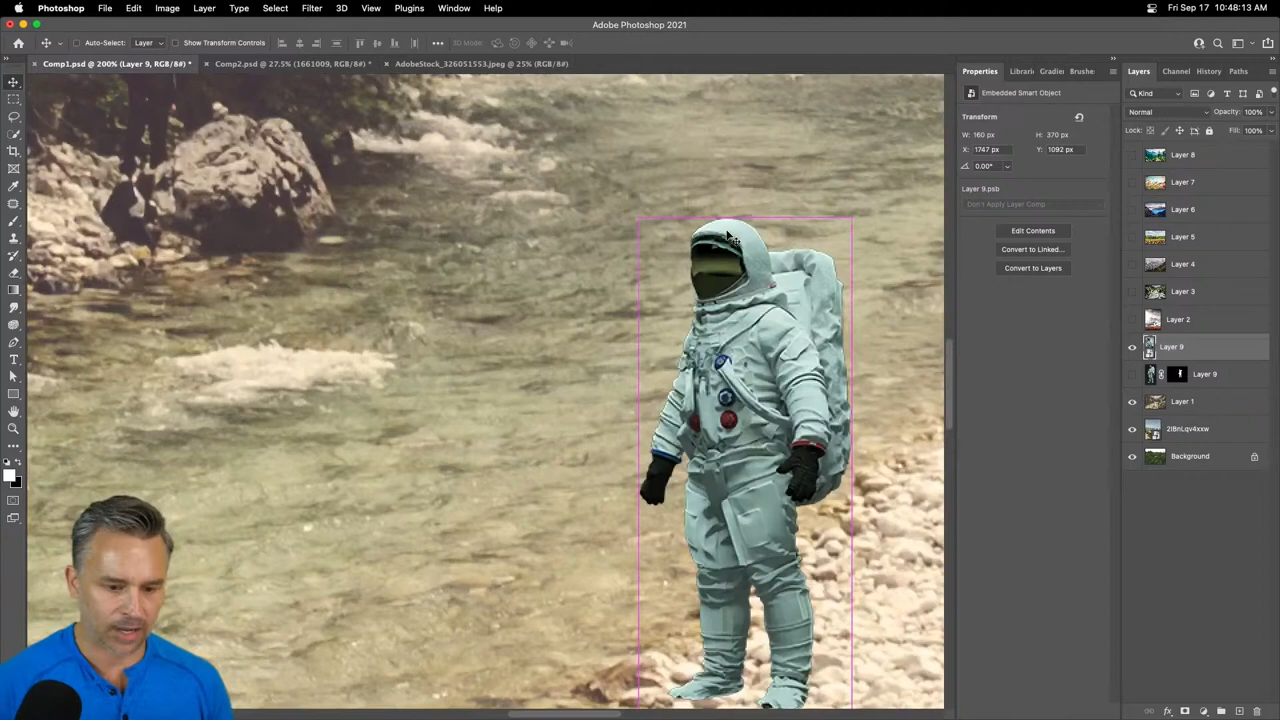 Photoshop File Edit Image Layer Type Select Filter 3D View Plugins Window Help Fri Sep 17 10:48:13 AM
Adobe Photoshop 2021
Auto-Select: Layer Show Transform Controls 3D Mode:
Comp1.psd @ 200% (Layer 9, RGB/8#) * Comp2.psd @ 27.5% (1661009, RGB/8#) * AdobeStock_326051553.jpeg @ 25% (RGB/8#)
Properties Librari Gradie Brushe
Embedded Smart Object
Transform
W: 160 px H: 370 px
X: 1747 px Y: 1092 px
0.00°
Layer 9.psb
Don't Apply Layer Comp
Edit Contents
Convert to Linked...
Convert to Layers
Layers Channel History Paths
Kind
Normal Opacity: 100%
Lock: Fill: 100%
Layer 8
Layer 7
Layer 6
Layer 5
Layer 4
Layer 3
Layer 2
Layer 9
Layer 9
Layer 1
2IBnLqv4xxw
Background
fx